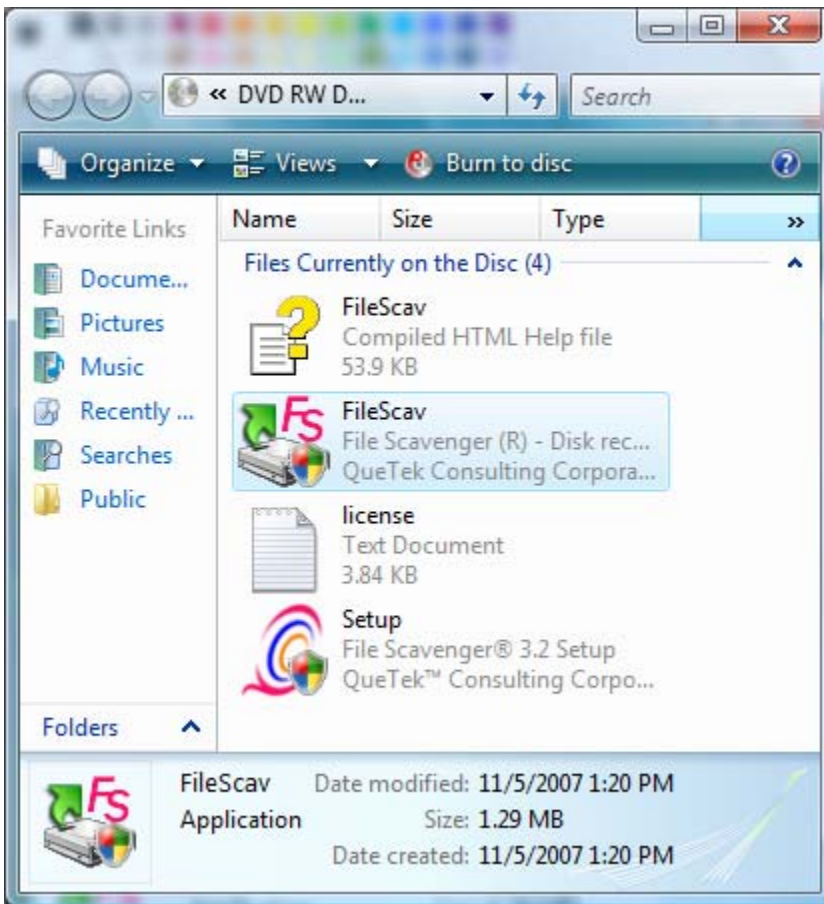 « DVD RW D...
Search
Organize
Views
Burn to disc
Favorite Links
Docume...
Pictures
Music
Recently ...
Searches
Public
Folders
Name Size Type »
Files Currently on the Disc (4)
FileScav
Compiled HTML Help file
53.9 KB
FS
FileScav
File Scavenger (R) - Disk rec...
QueTek Consulting Corpora...
license
Text Document
3.84 KB
Setup
File Scavenger® 3.2 Setup
QueTek™ Consulting Corpo...
FS
FileScav Date modified: 11/5/2007 1:20 PM
Application Size: 1.29 MB
Date created: 11/5/2007 1:20 PM